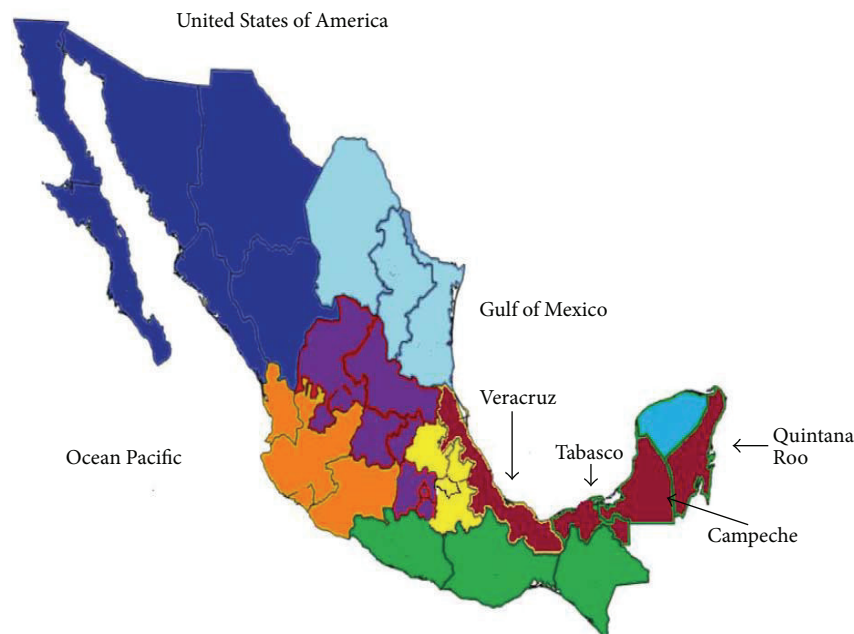 United States of America
Gulf of Mexico
Veracruz
Tabasco
Quintana
Roo
Ocean Pacific
Campeche